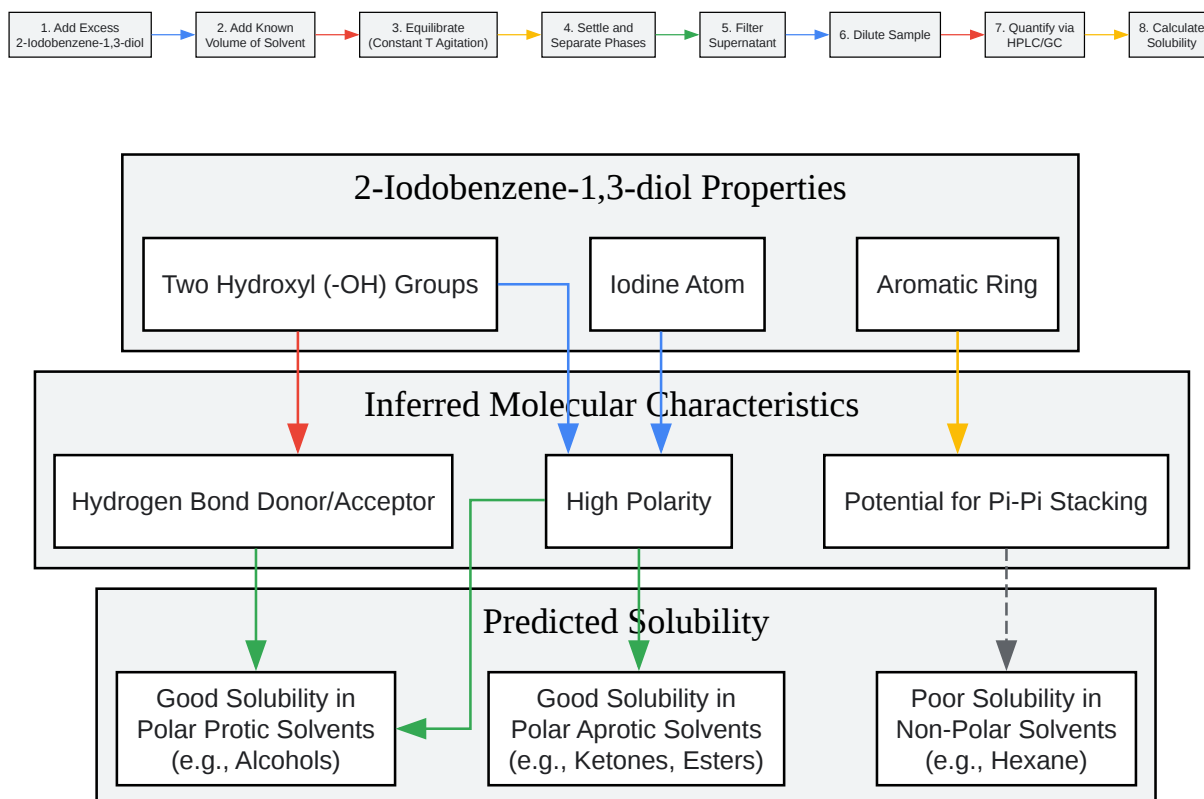 1. Add Excess
2-Iodobenzene-1,3-diol
2. Add Known
Volume of Solvent
3. Equilibrate
(Constant T Agitation)
4. Settle and
Separate Phases
5. Filter
Supernatant
6. Dilute Sample
7. Quantify via
HPLC/GC
8. Calculate
Solubility
2-Iodobenzene-1,3-diol Properties
Two Hydroxyl (-OH) Groups
Iodine Atom
Aromatic Ring
Inferred Molecular Characteristics
Hydrogen Bond Donor/Acceptor
High Polarity
Potential for Pi-Pi Stacking
Predicted Solubility
Good Solubility in
Polar Protic Solvents
(e.g., Alcohols)
Good Solubility in
Polar Aprotic Solvents
(e.g., Ketones, Esters)
Poor Solubility in
Non-Polar Solvents
(e.g., Hexane)